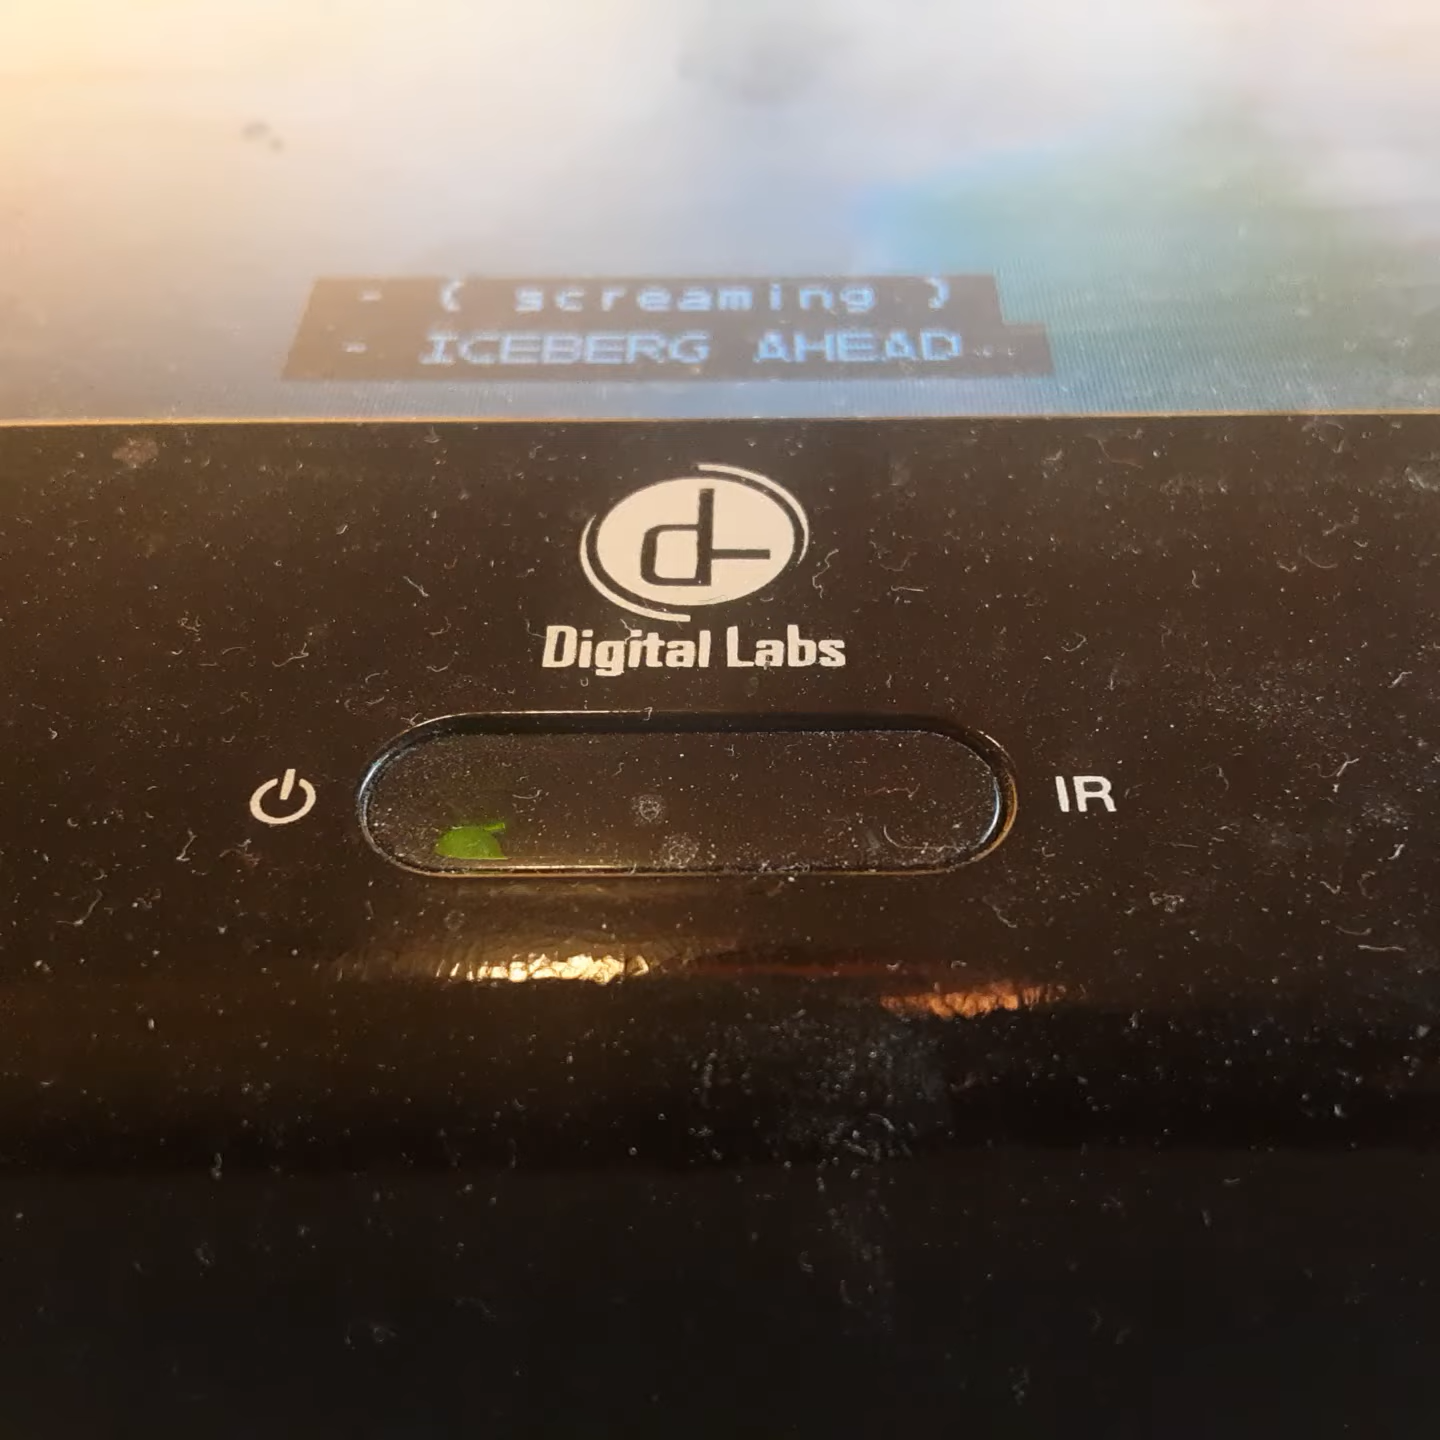 - ( screaming )
- ICEBERG AHEAD
d-
Digital Labs
IR